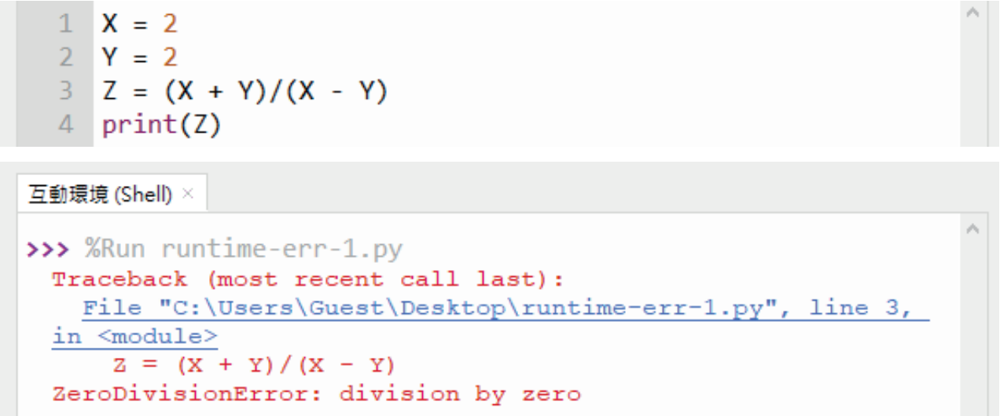 1 X = 2
2 Y = 2
3 Z = (X + Y)/(X - Y)
4 print(Z)
互動環境 (Shell) ×
>>> %Run runtime-err-1.py
Traceback (most recent call last):
File "C:\Users\Guest\Desktop\runtime-err-1.py", line 3,
in <module>
Z = (X + Y)/(X - Y)
ZeroDivisionError: division by zero